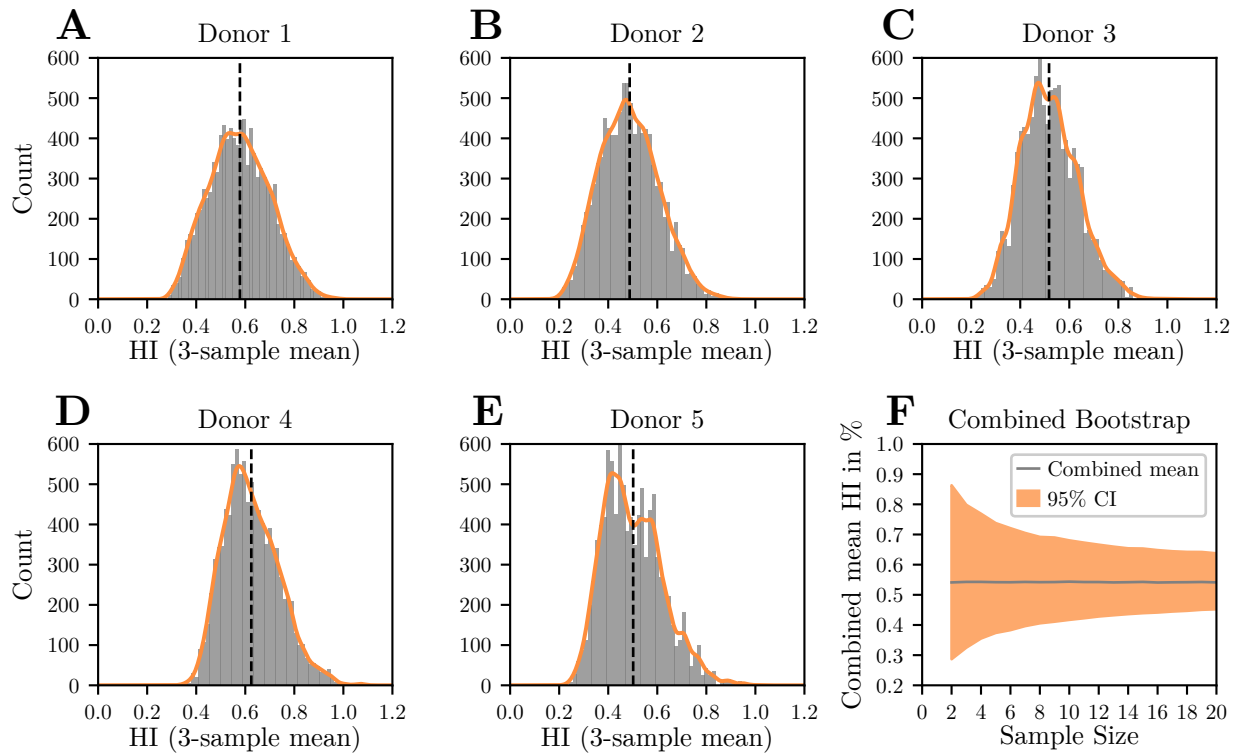 A
Donor 1
600
500
400
300
200
100
0
Count
0.0 0.2 0.4 0.6 0.8 1.0 1.2
HI (3-sample mean)
B
Donor 2
600
500
400
300
200
100
0
0.0 0.2 0.4 0.6 0.8 1.0 1.2
HI (3-sample mean)
C
Donor 3
600
500
400
300
200
100
0
0.0 0.2 0.4 0.6 0.8 1.0 1.2
HI (3-sample mean)
D
Donor 4
600
500
400
300
200
100
0
Count
0.0 0.2 0.4 0.6 0.8 1.0 1.2
HI (3-sample mean)
E
Donor 5
600
500
400
300
200
100
0
0.0 0.2 0.4 0.6 0.8 1.0 1.2
HI (3-sample mean)
F
Combined Bootstrap
Combined mean HI in %
1.0
0.9
0.8
0.7
0.6
0.5
0.4
0.3
0.2
Combined mean
95% CI
0 2 4 6 8 10 12 14 16 18 20
Sample Size